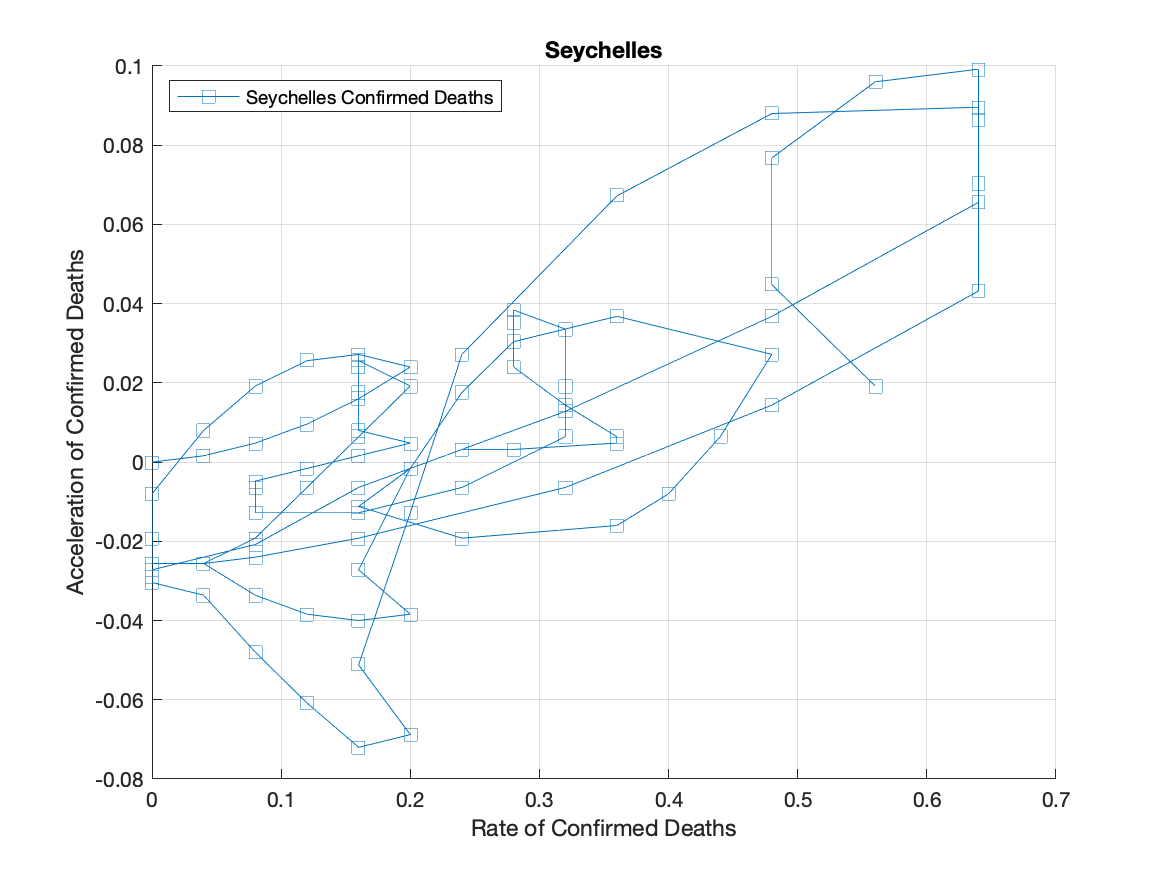 Seychelles
Seychelles Confirmed Deaths
0.1
0.08
0.06
0.04
0.02
0
-0.02
-0.04
-0.06
-0.08
Acceleration of Confirmed Deaths
0 0.1 0.2 0.3 0.4 0.5 0.6 0.7
Rate of Confirmed Deaths